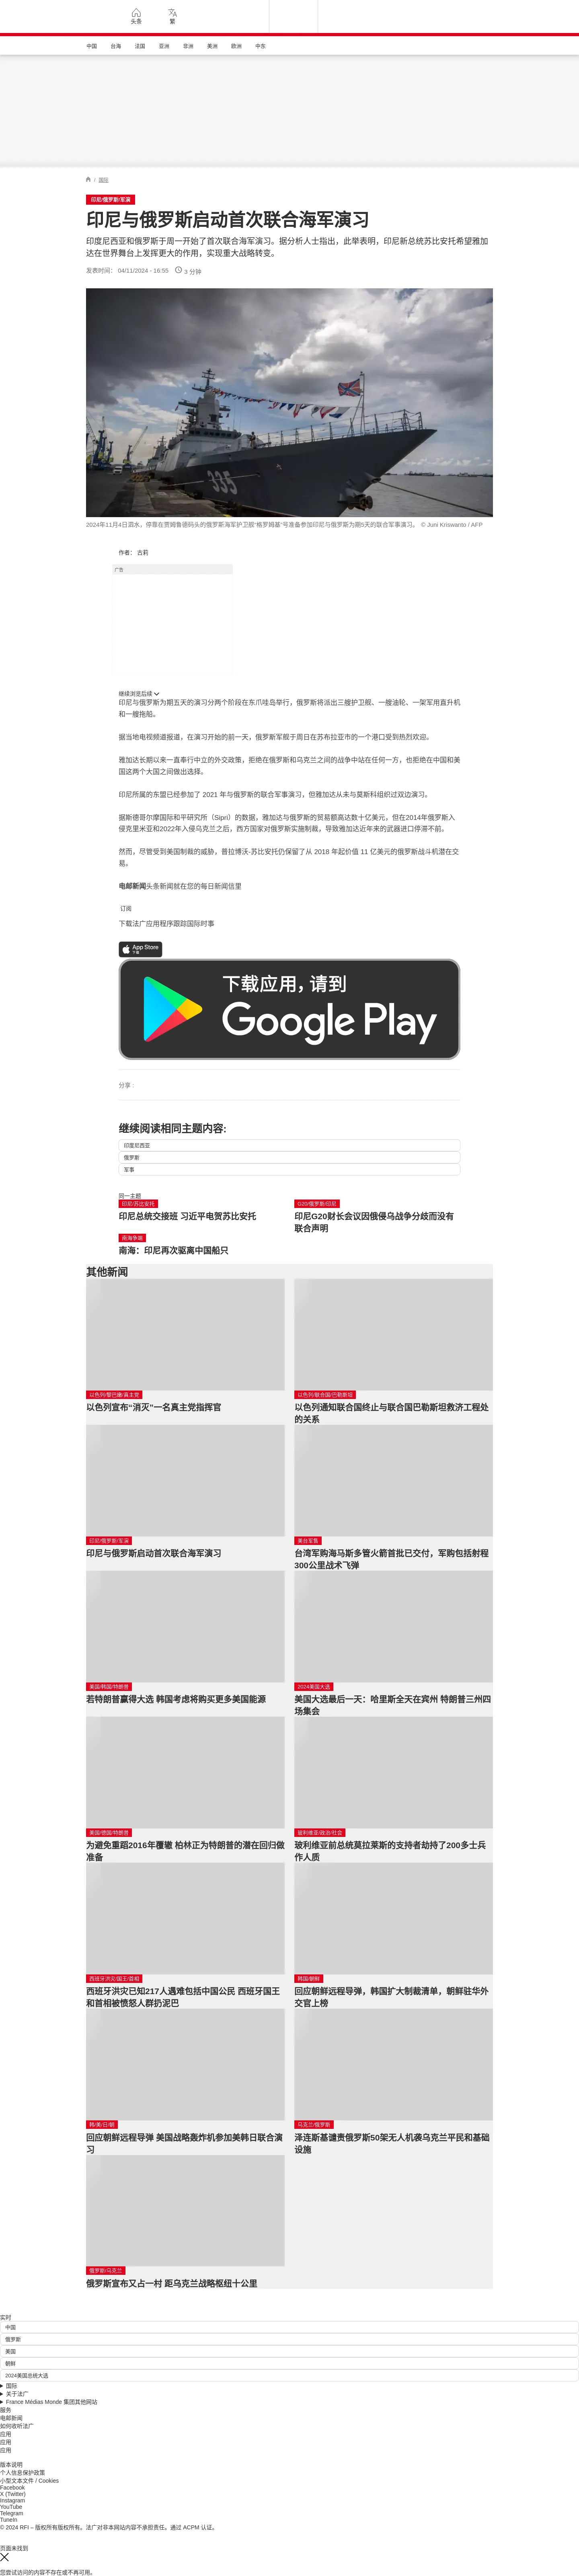 头条
繁
中国 台海 法国 亚洲 非洲 美洲 欧洲 中东
/ 国际
印尼/俄罗斯/军演
印尼与俄罗斯启动首次联合海军演习
印度尼西亚和俄罗斯于周一开始了首次联合海军演习。据分析人士指出，此举表明，印尼新总统苏比安托希望雅加
达在世界舞台上发挥更大的作用，实现重大战略转变。
发表时间： 04/11/2024 - 16:55 3 分钟
335
2024年11月4日泗水，停靠在贾姆鲁德码头的俄罗斯海军护卫舰“格罗姆基”号准备参加印尼与俄罗斯为期5天的联合军事演习。 © Juni Kriswanto / AFP
作者： 古莉
广告
继续浏览后续
印尼与俄罗斯为期五天的演习分两个阶段在东爪哇岛举行，俄罗斯将派出三艘护卫舰、一艘油轮、一架军用直升机
和一艘拖船。
据当地电视频道报道，在演习开始的前一天，俄罗斯军舰于周日在苏布拉亚市的一个港口受到热烈欢迎。
雅加达长期以来一直奉行中立的外交政策，拒绝在俄罗斯和乌克兰之间的战争中站在任何一方，也拒绝在中国和美
国这两个大国之间做出选择。
印尼所属的东盟已经参加了 2021 年与俄罗斯的联合军事演习，但雅加达从未与莫斯科组织过双边演习。
据斯德哥尔摩国际和平研究所（Sipri）的数据，雅加达与俄罗斯的贸易额高达数十亿美元，但在2014年俄罗斯入
侵克里米亚和2022年入侵乌克兰之后，西方国家对俄罗斯实施制裁，导致雅加达近年来的武器进口停滞不前。
然而，尽管受到美国制裁的威胁，普拉博沃-苏比安托仍保留了从 2018 年起价值 11 亿美元的俄罗斯战斗机潜在交
易。
电邮新闻头条新闻就在您的每日新闻信里
订阅
下载法广应用程序跟踪国际时事
App Store
下载
下载应用，请到
Google Play
分享 :
继续阅读相同主题内容:
印度尼西亚
俄罗斯
军事
同一主题
印尼/苏比安托
印尼总统交接班 习近平电贺苏比安托
G20/俄罗斯/印尼
印尼G20财长会议因俄侵乌战争分歧而没有
联合声明
南海争端
南海：印尼再次驱离中国船只
其他新闻
以色列/黎巴嫩/真主党
以色列宣布“消灭”一名真主党指挥官
以色列/联合国/巴勒斯坦
以色列通知联合国终止与联合国巴勒斯坦救济工程处
的关系
印尼/俄罗斯/军演
印尼与俄罗斯启动首次联合海军演习
美台军售
台湾军购海马斯多管火箭首批已交付，军购包括射程
300公里战术飞弹
美国/韩国/特朗普
若特朗普赢得大选 韩国考虑将购买更多美国能源
2024美国大选
美国大选最后一天：哈里斯全天在宾州 特朗普三州四
场集会
美国/德国/特朗普
为避免重蹈2016年覆辙 柏林正为特朗普的潜在回归做
准备
玻利维亚/政治/社会
玻利维亚前总统莫拉莱斯的支持者劫持了200多士兵
作人质
西班牙洪灾/国王/首相
西班牙洪灾已知217人遇难包括中国公民 西班牙国王
和首相被愤怒人群扔泥巴
韩国/朝鲜
回应朝鲜远程导弹，韩国扩大制裁清单，朝鲜驻华外
交官上榜
韩/美/日/朝
回应朝鲜远程导弹 美国战略轰炸机参加美韩日联合演
习
乌克兰/俄罗斯
泽连斯基谴责俄罗斯50架无人机袭乌克兰平民和基础
设施
俄罗斯/乌克兰
俄罗斯宣布又占一村 距乌克兰战略枢纽十公里
实时
中国
俄罗斯
美国
朝鲜
2024美国总统大选
国际
关于法广
France Médias Monde 集团其他网站
服务
电邮新闻
如何收听法广
应用
应用
应用
版本说明
个人信息保护政策
小型文本文件 / Cookies
Facebook
X (Twitter)
Instagram
YouTube
Telegram
TuneIn
© 2024 RFI – 版权所有版权所有。法广对非本网站内容不承担责任。通过 ACPM 认证。
页面未找到
您尝试访问的内容不存在或不再可用。